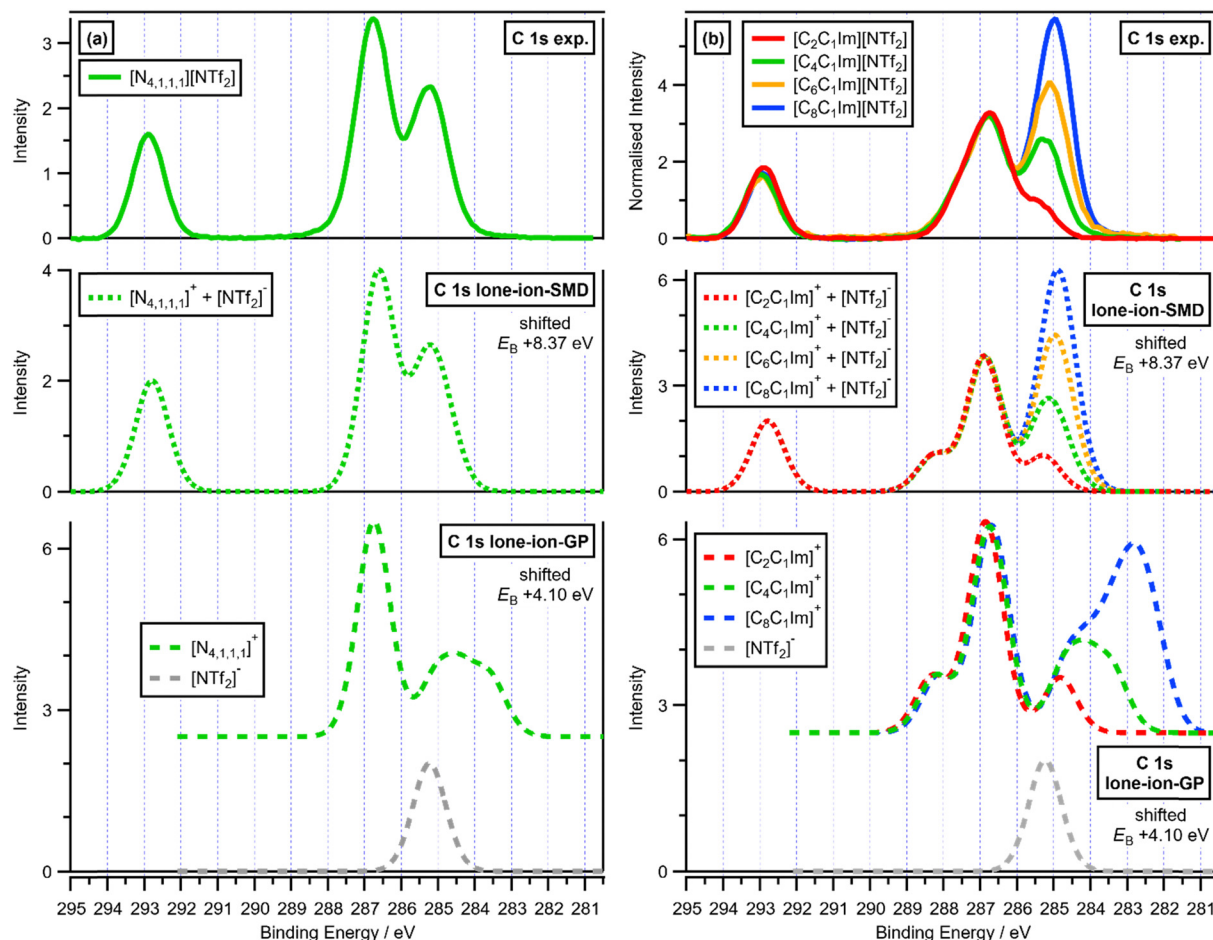 (a)
C 1s exp.
[N4,1,1,1][NTf2]
Intensity
3
2
1
0
[N4,1,1,1]+ + [NTf2]-
C 1s lone-ion-SMD
shifted
EB +8.37 eV
Intensity
4
2
0
C 1s lone-ion-GP
shifted
EB +4.10 eV
[N4,1,1,1]+
[NTf2]-
Intensity
6
3
0
295 294 293 292 291 290 289 288 287 286 285 284 283 282 281
Binding Energy / eV
(b)
C 1s exp.
[C2C1Im][NTf2]
[C4C1Im][NTf2]
[C6C1Im][NTf2]
[C8C1Im][NTf2]
Normalised Intensity
4
2
0
[C2C1Im]+ + [NTf2]-
[C4C1Im]+ + [NTf2]-
[C6C1Im]+ + [NTf2]-
[C8C1Im]+ + [NTf2]-
C 1s
lone-ion-SMD
shifted
EB +8.37 eV
Intensity
6
3
0
[C2C1Im]+
[C4C1Im]+
[C8C1Im]+
[NTf2]-
C 1s
lone-ion-GP
shifted
EB +4.10 eV
Intensity
6
3
0
295 294 293 292 291 290 289 288 287 286 285 284 283 282 281
Binding Energy / eV